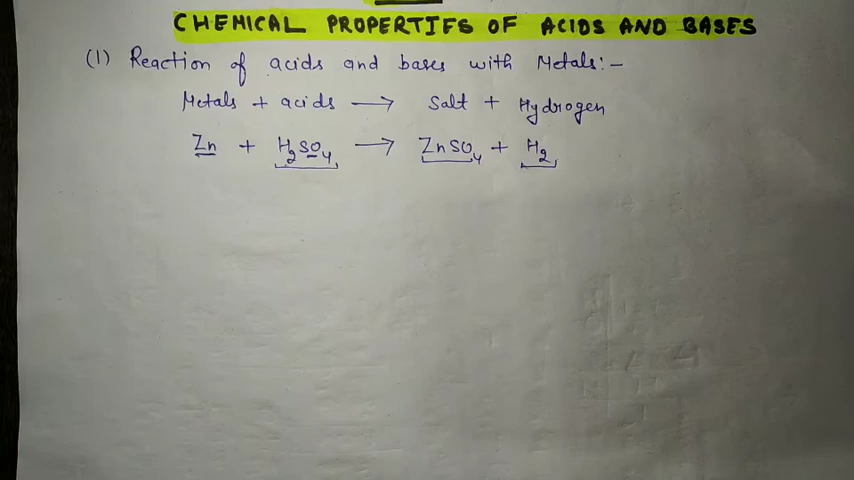 CHEMICAL PROPERTIES OF ACIDS AND BASES
(1) Reaction of acids and bases with Metals:-
Metals + acids → Salt + Hydrogen
Zn + H₂SO₄ → ZnSO₄ + H₂